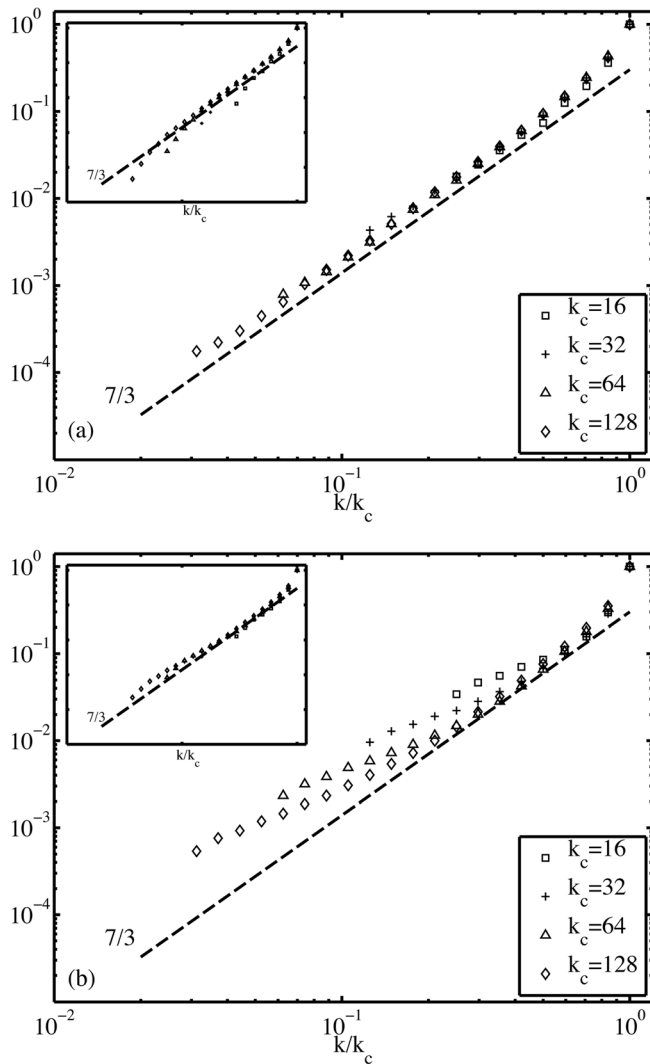 10^0
10^-1
10^-2
10^-3
10^-4
7/3
k/k_c
7/3
(a)
k_c=16
k_c=32
k_c=64
k_c=128
10^-2
10^-1
10^0
k/k_c
10^0
10^-1
10^-2
10^-3
10^-4
7/3
k/k_c
7/3
(b)
k_c=16
k_c=32
k_c=64
k_c=128
10^-2
10^-1
10^0
k/k_c